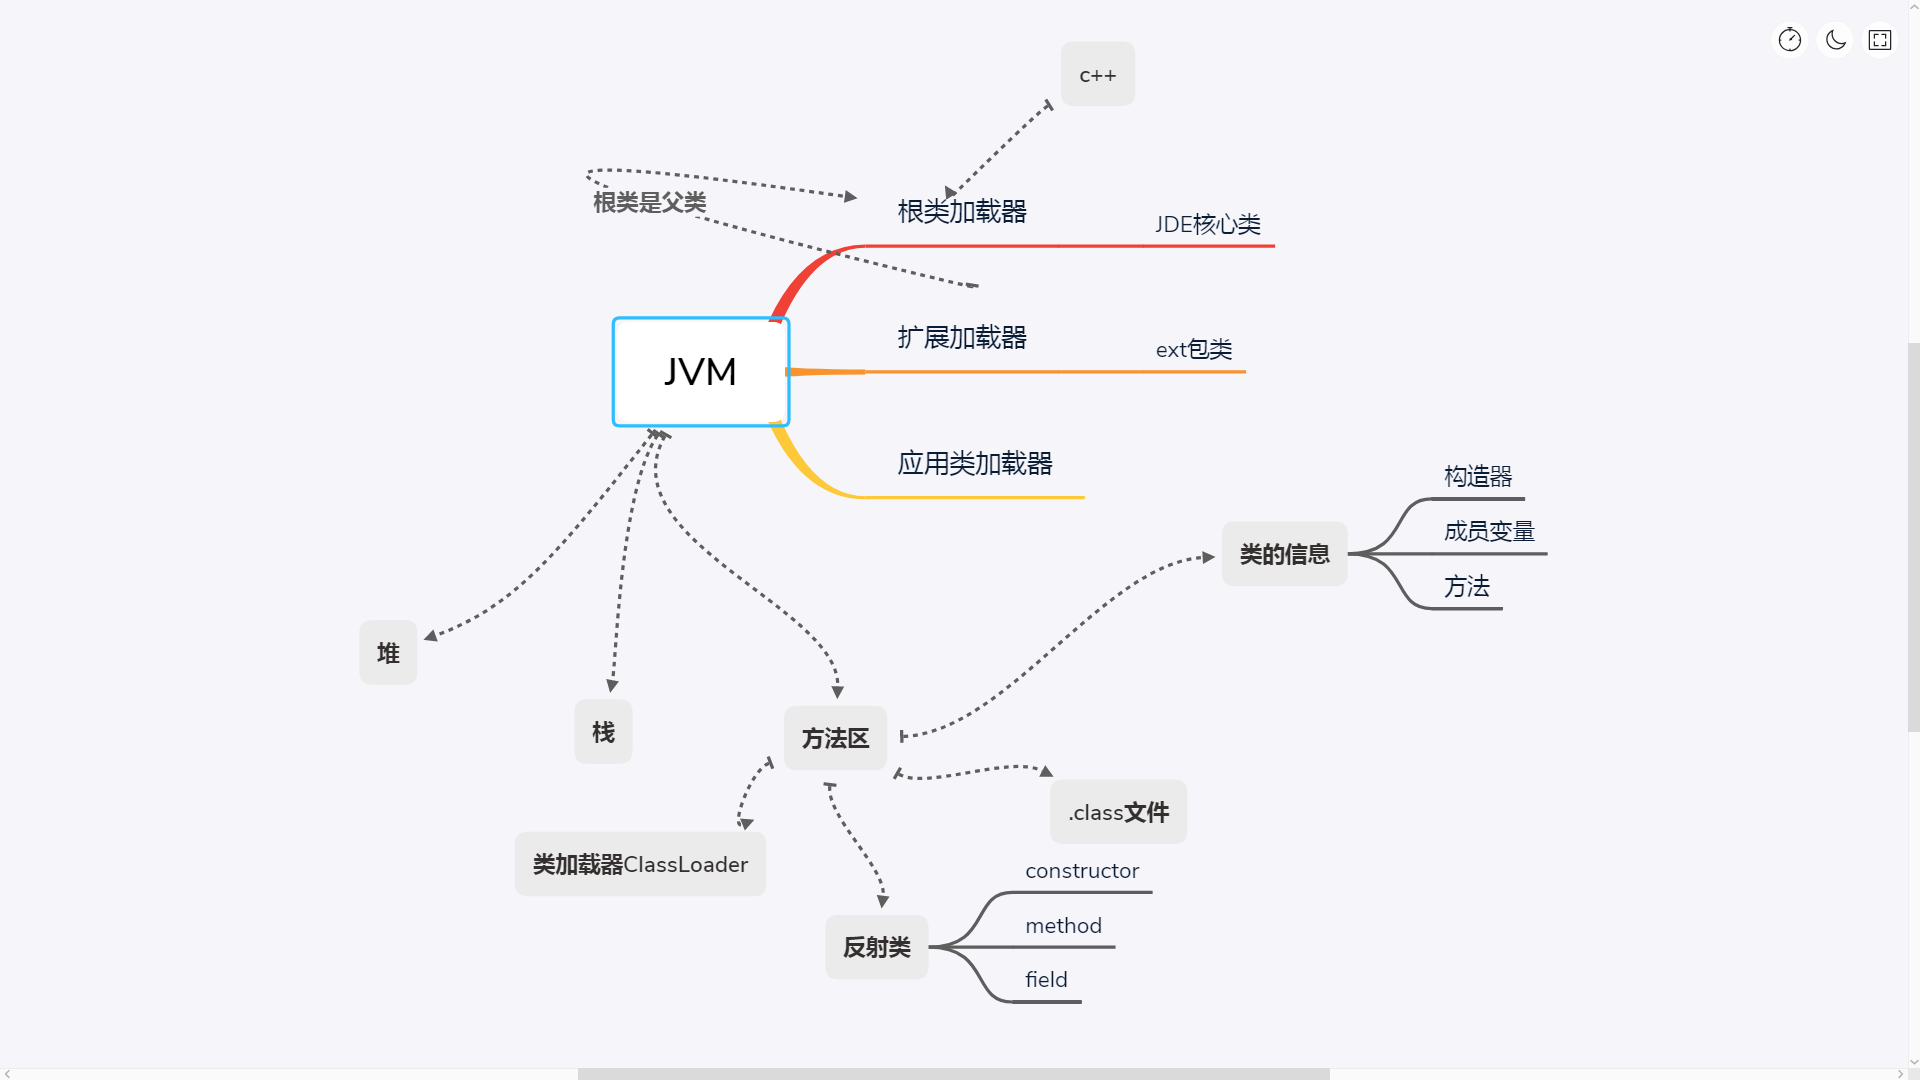 c++
根类是父类
根类加载器
JDE核心类
JVM
扩展加载器
ext包类
应用类加载器
构造器
类的信息
成员变量
方法
堆
栈
方法区
.class文件
类加载器ClassLoader
constructor
反射类
method
field